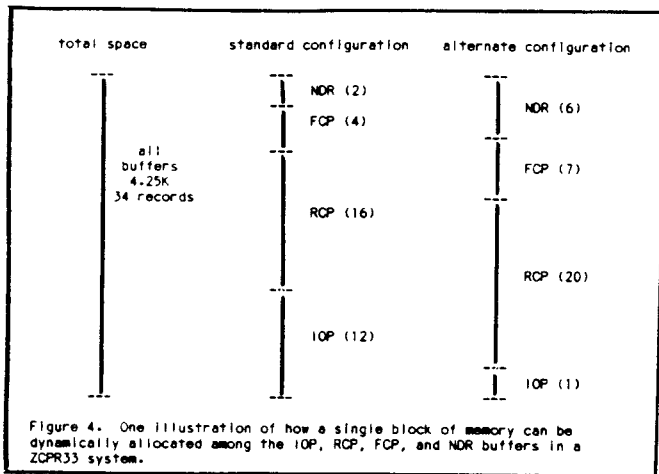 total space
standard configuration
alternate configuration
all
buffers
4.25K
34 records
NDR (2)
FCP (4)
RCP (16)
IOP (12)
NDR (6)
FCP (7)
RCP (20)
IOP (1)
Figure 4. One illustration of how a single block of memory can be
dynamically allocated among the IOP, RCP, FCP, and NDR buffers in a
ZCPR33 system.